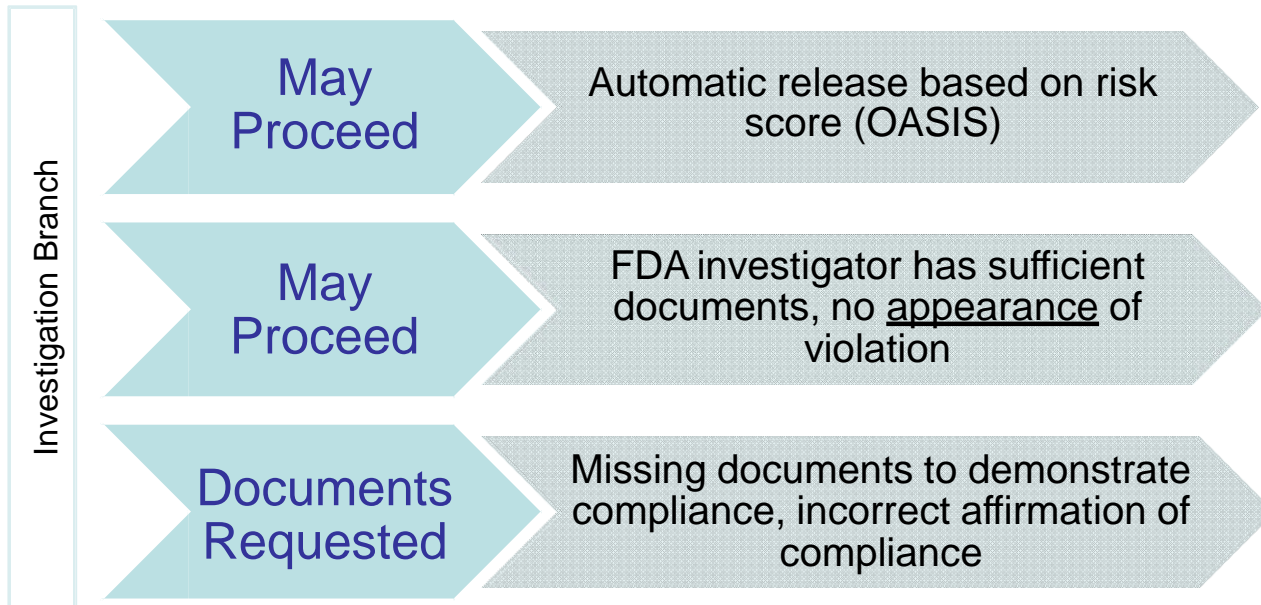 Investigation Branch
May
Proceed
Automatic release based on risk
score (OASIS)
May
Proceed
FDA investigator has sufficient
documents, no appearance of
violation
Documents
Requested
Missing documents to demonstrate
compliance, incorrect affirmation of
compliance